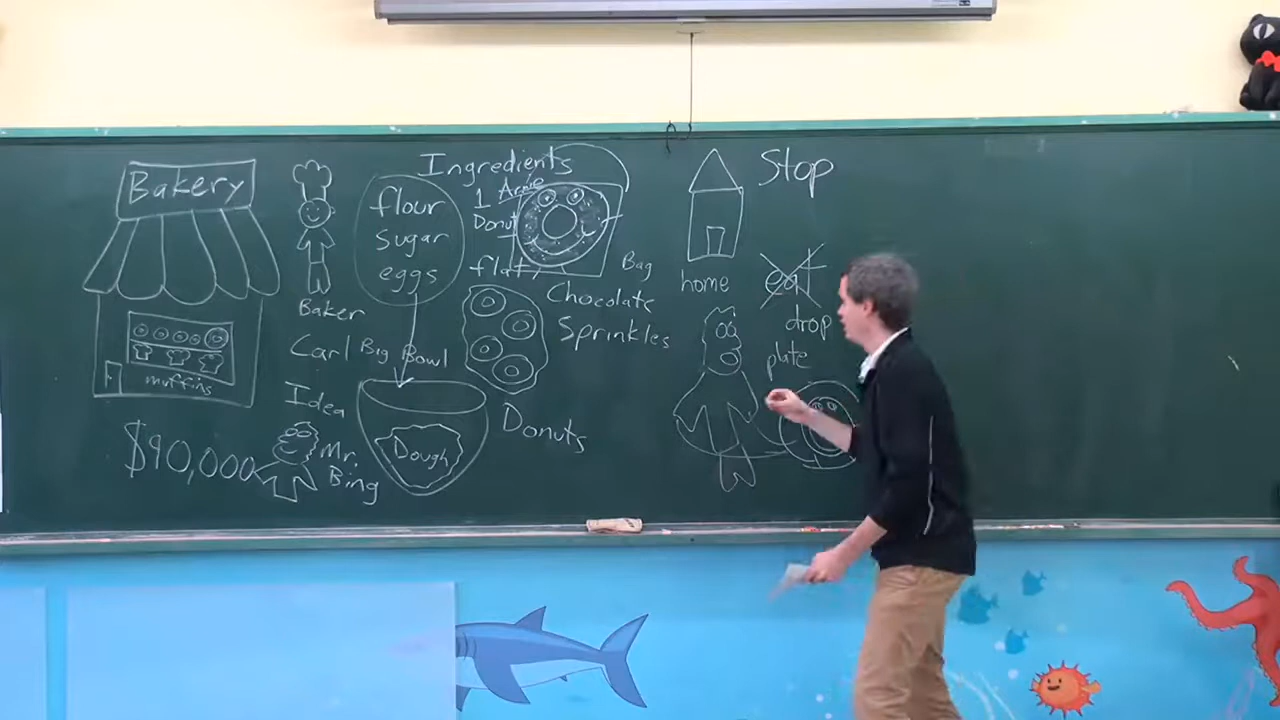 Bakery
muffins
Baker
Carl
Idea
$90,000
Mr.
Bing
Ingredients
flour
sugar
eggs
Big Bowl
Dough
1 Arnie
Donut
flat
Bag
Chocolate
Sprinkles
Donuts
home
Stop
eat
drop
plate